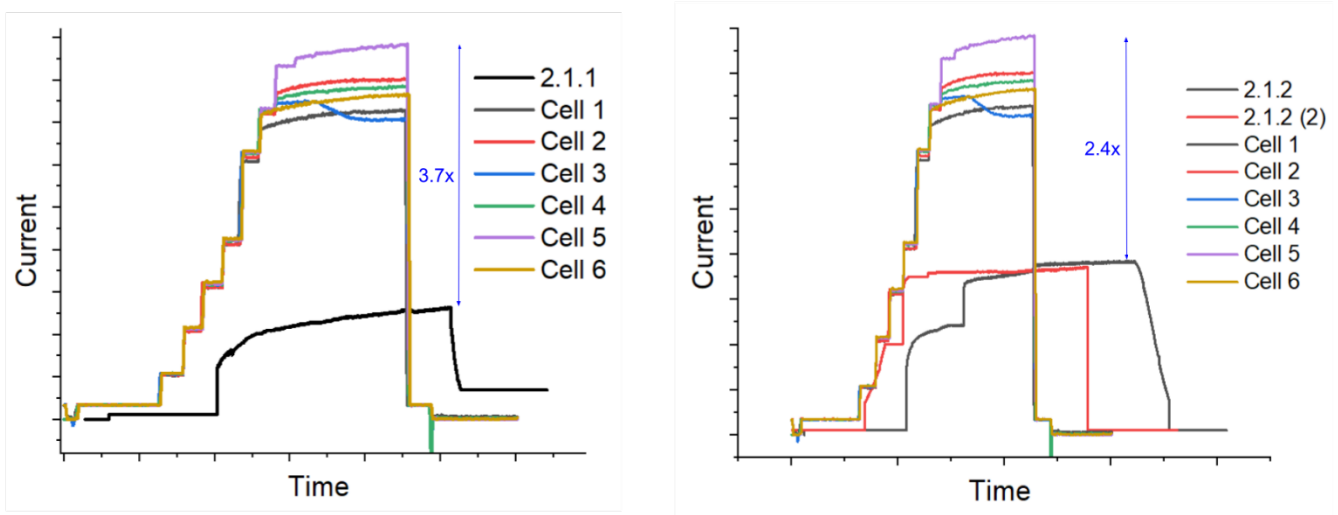 2.1.1
Cell 1
Cell 2
Cell 3
Cell 4
Cell 5
Cell 6
3.7x
Current
Time
2.1.2
2.1.2 (2)
Cell 1
Cell 2
Cell 3
Cell 4
Cell 5
Cell 6
2.4x
Current
Time